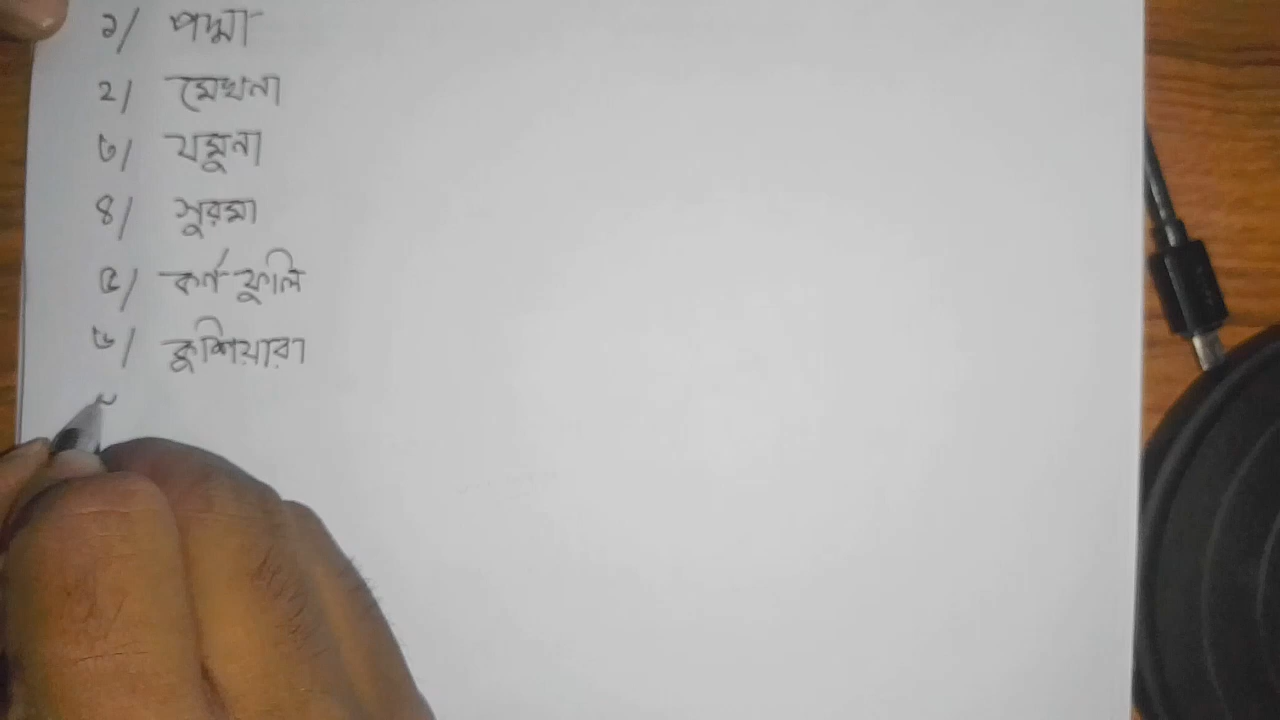 ১/ পদ্মা
২/ মেঘনা
৩/ যমুনা
৪/ সুরমা
৫/ কর্ণফুলি
৬/ কুশিয়ারা